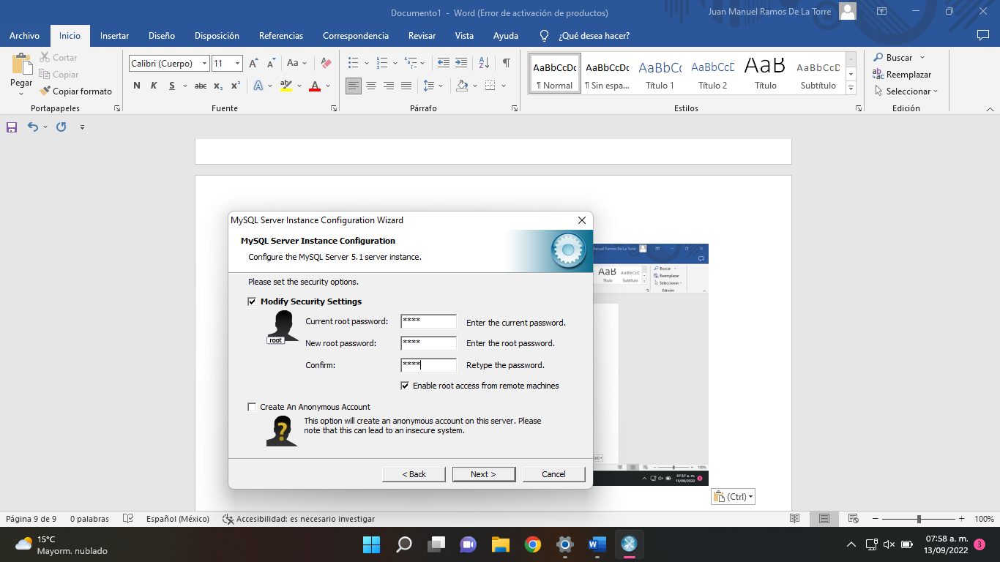 Documento1 - Word (Error de activación de productos)
Juan Manuel Ramos De La Torre
Archivo Inicio Insertar Diseño Disposición Referencias Correspondencia Revisar Vista Ayuda ¿Qué desea hacer?
Pegar
Cortar
Copiar
Copiar formato
Portapapeles
Calibri (Cuerpo) 11
N K S abc x₂ x²
Fuente
Párrafo
AaBbCcDc AaBbCcDc AaBbCc AaBbCcD AaB AaBbCcD
¶ Normal ¶ Sin espa... Título 1 Título 2 Título Subtítulo
Estilos
Buscar
Reemplazar
Seleccionar
Edición
MySQL Server Instance Configuration Wizard
MySQL Server Instance Configuration
Configure the MySQL Server 5.1 server instance.
Please set the security options.
Modify Security Settings
root
Current root password: **** Enter the current password.
New root password: **** Enter the root password.
Confirm: **** Retype the password.
Enable root access from remote machines
Create An Anonymous Account
This option will create an anonymous account on this server. Please
note that this can lead to an insecure system.
< Back Next > Cancel
Manuel Ramos De La Torre
AaB AaBbCcD
Título Subtítulo
Buscar
Reemplazar
Seleccionar
Edición
100%
07:57 a. m.
13/09/2022
(Ctrl)
Página 9 de 9 0 palabras Español (México) Accesibilidad: es necesario investigar 100%
15°C
Mayorm. nublado
07:58 a. m.
13/09/2022
3